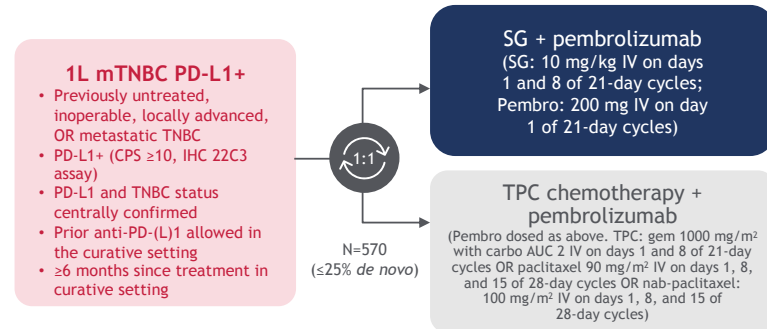 1L mTNBC PD-L1+
• Previously untreated,
inoperable, locally advanced,
OR metastatic TNBC
• PD-L1+ (CPS ≥10, IHC 22C3
assay)
• PD-L1 and TNBC status
centrally confirmed
• Prior anti-PD-(L)1 allowed in
the curative setting
• ≥6 months since treatment in
curative setting
1:1
N=570
(≤25% de novo)
SG + pembrolizumab
(SG: 10 mg/kg IV on days
1 and 8 of 21-day cycles;
Pembro: 200 mg IV on day
1 of 21-day cycles)
TPC chemotherapy +
pembrolizumab
(Pembro dosed as above. TPC: gem 1000 mg/m²
with carbo AUC 2 IV on days 1 and 8 of 21-day
cycles OR paclitaxel 90 mg/m² IV on days 1, 8,
and 15 of 28-day cycles OR nab-paclitaxel:
100 mg/m² IV on days 1, 8, and 15 of
28-day cycles)